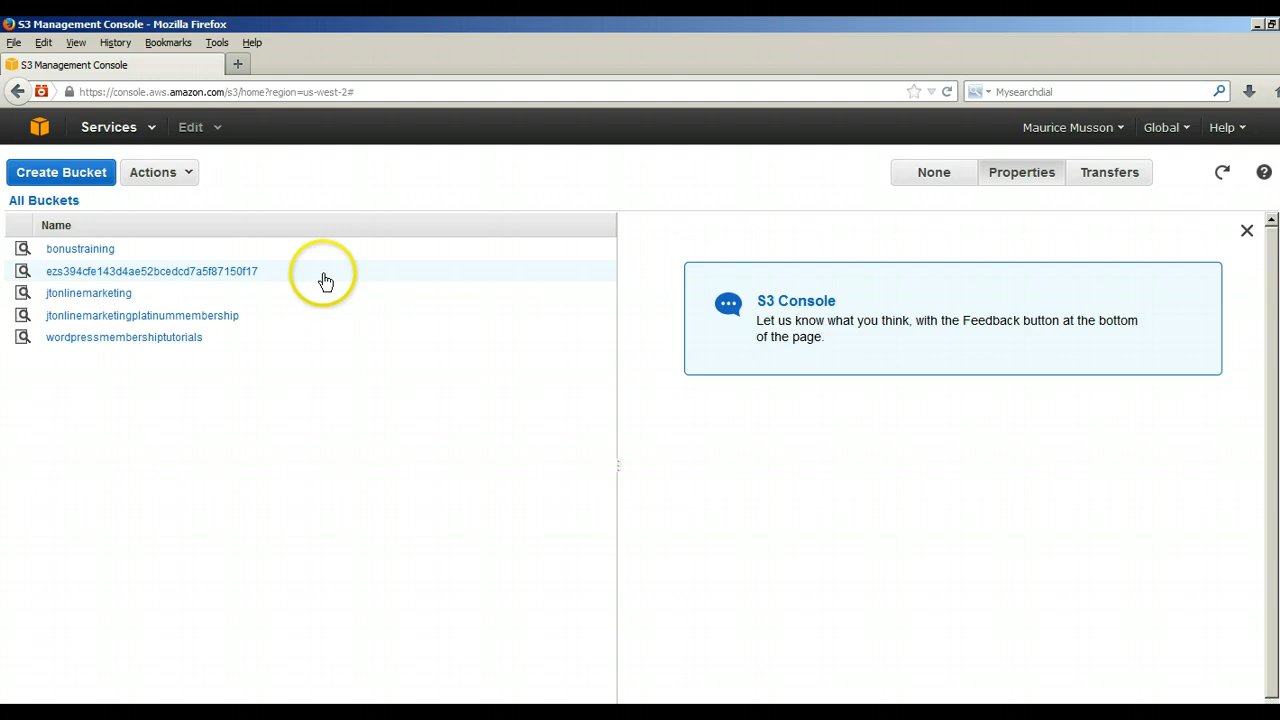 S3 Management Console - Mozilla Firefox
File Edit View History Bookmarks Tools Help
S3 Management Console
https://console.aws.amazon.com/s3/home?region=us-west-2#
Mysearchdial
Services Edit Maurice Musson Global Help
Create Bucket Actions None Properties Transfers
All Buckets
Name
bonustraining
ezs394cfe143d4ae52bcedcd7a5f87150f17
jtonlinemarketing
jtonlinemarketingplatinummembership
wordpressmembershiptutorials
S3 Console
Let us know what you think, with the Feedback button at the bottom
of the page.